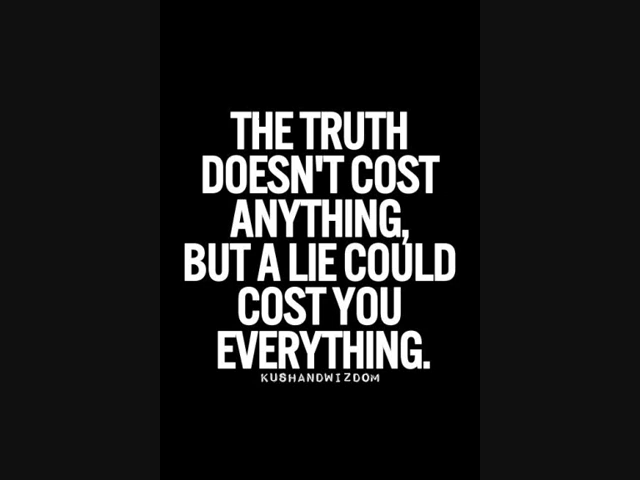 THE TRUTH
DOESN'T COST
ANYTHING,
BUT A LIE COULD
COST YOU
EVERYTHING.
KUSHANDWIZDOM